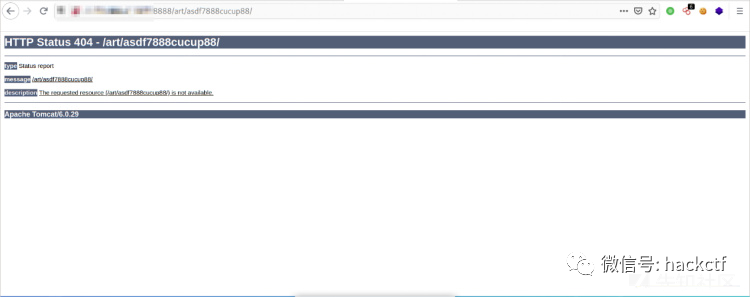 8888/art/asdf7888cucup88/
HTTP Status 404 - /art/asdf7888cucup88/
type Status report
message /art/asdf7888cucup88/
description The requested resource (/art/asdf7888cucup88/) is not available.
Apache Tomcat/6.0.29
微信号: hackctf